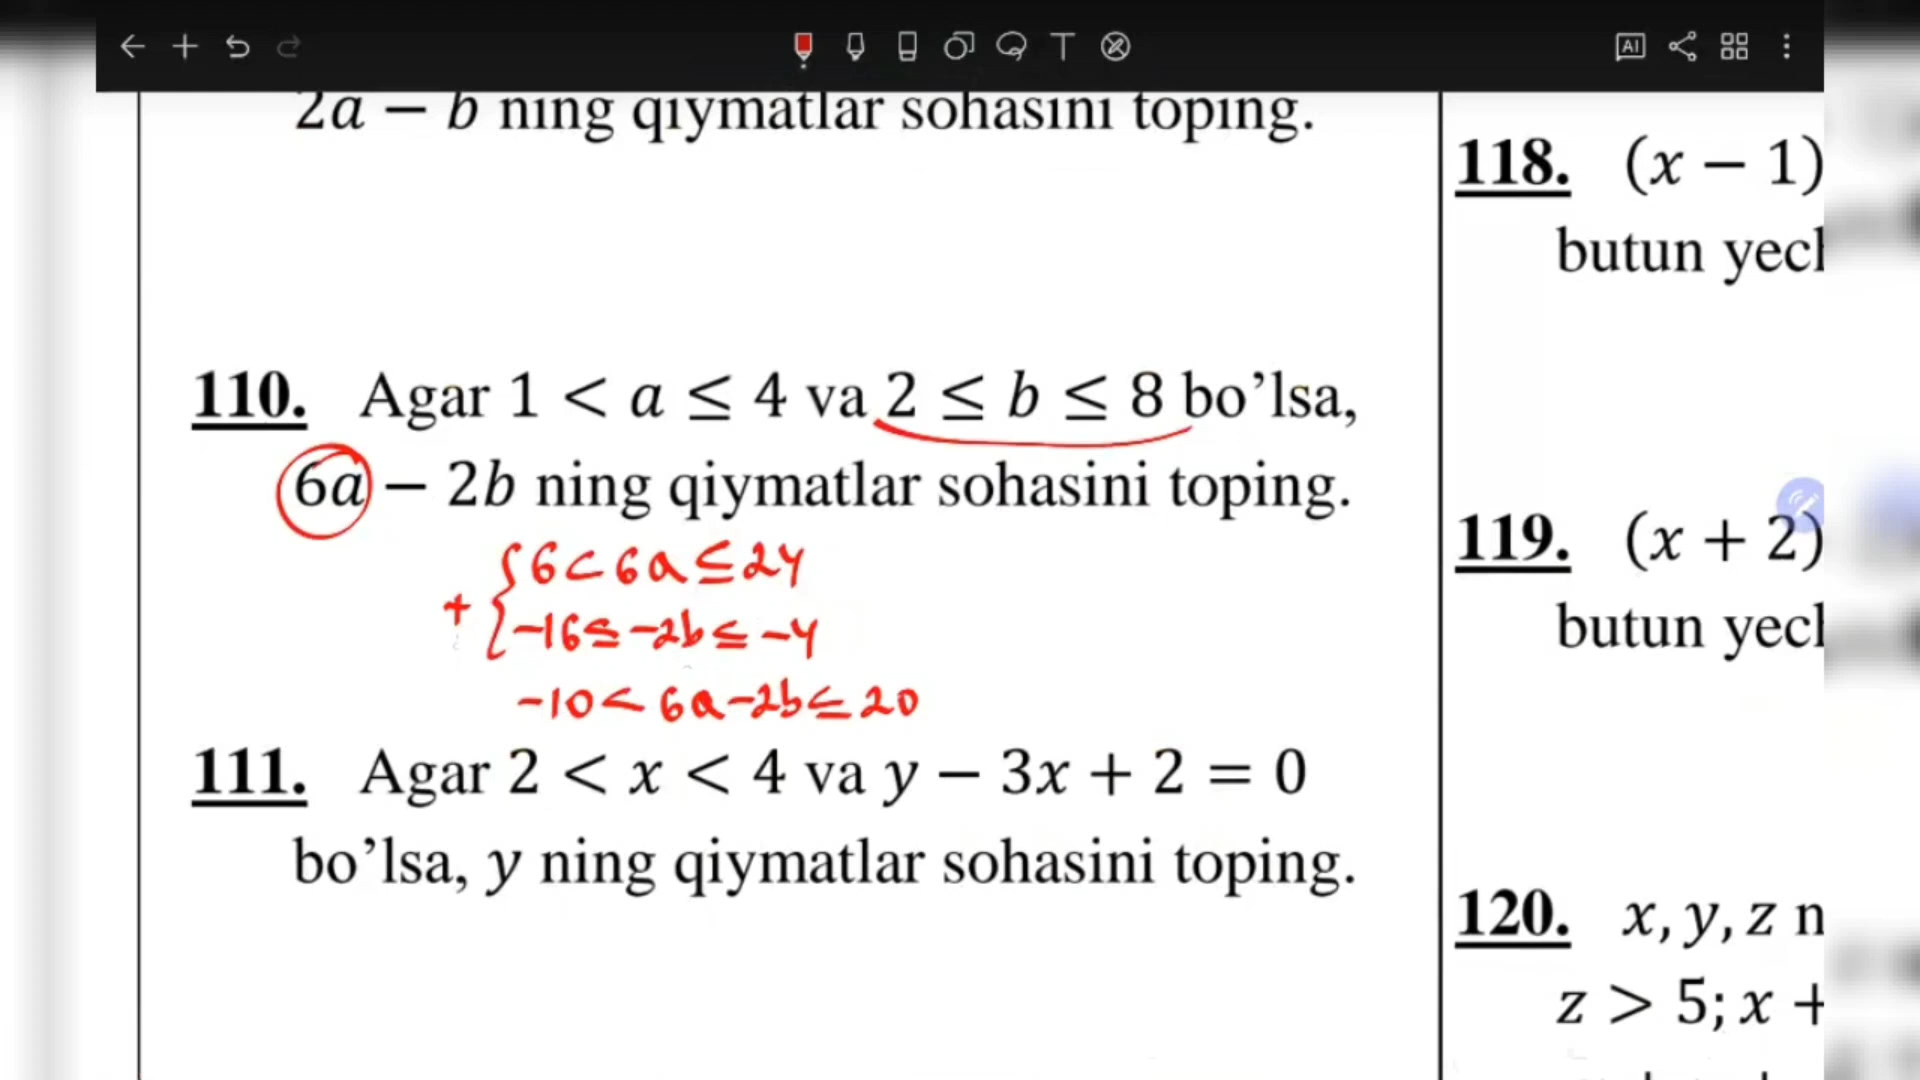 2a − b ning qiymatlar sohasini toping.
110. Agar 1 < a ≤ 4 va 2 ≤ b ≤ 8 bo’lsa,
6a − 2b ning qiymatlar sohasini toping.
6 < 6a ≤ 24
+
-16 ≤ -2b ≤ -4
-10 < 6a-2b ≤ 20
111. Agar 2 < x < 4 va y − 3x + 2 = 0
bo’lsa, y ning qiymatlar sohasini toping.
118. (x − 1)
butun
119. (x + 2)
butun
120. x, y, z
z > 5; x +
T
AI